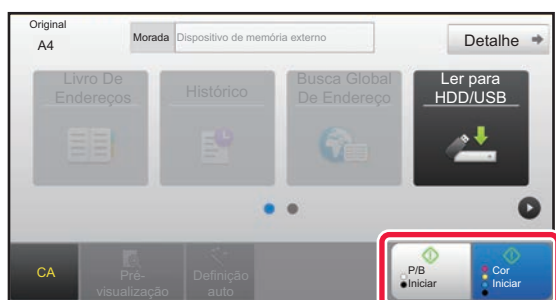 Original
A4
Morada Dispositivo de memória externo
Detalhe
Livro De
Endereços
Histórico
Busca Global
De Endereço
Ler para
HDD/USB
CA
Pré-
visualização
Definição
auto
P/B
Iniciar
Cor
Iniciar